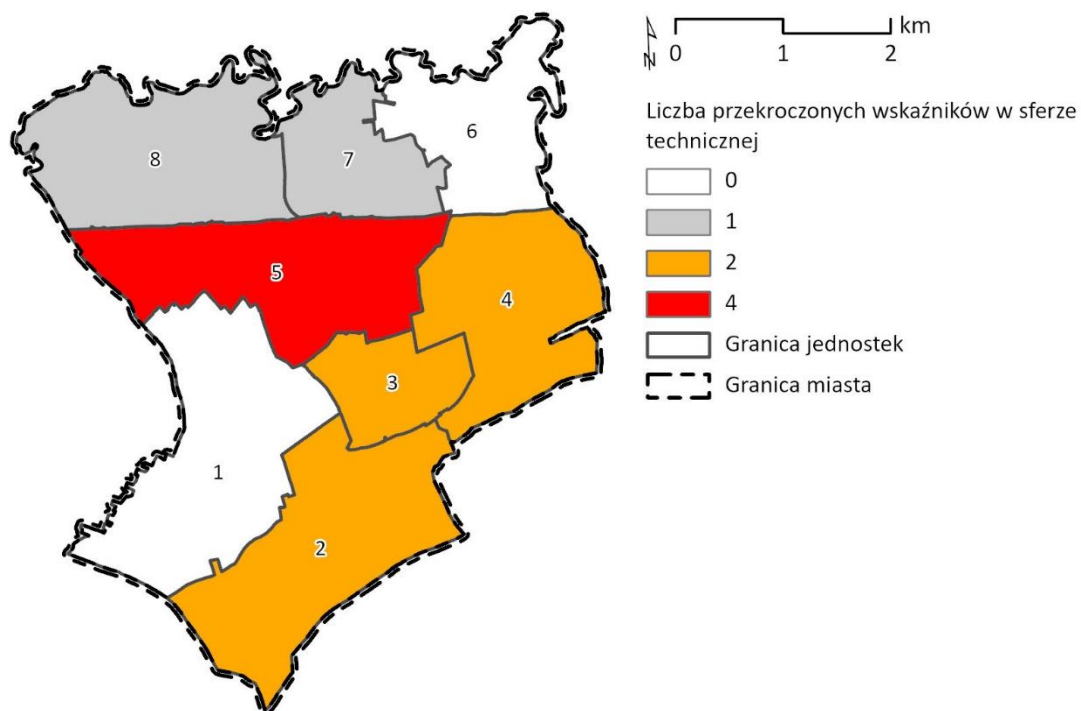 km
N
0 1 2
Liczba przekroczonych wskaźników w sferze
technicznej
0
1
2
4
Granica jednostek
Granica miasta
8
7
6
5
4
3
1
2